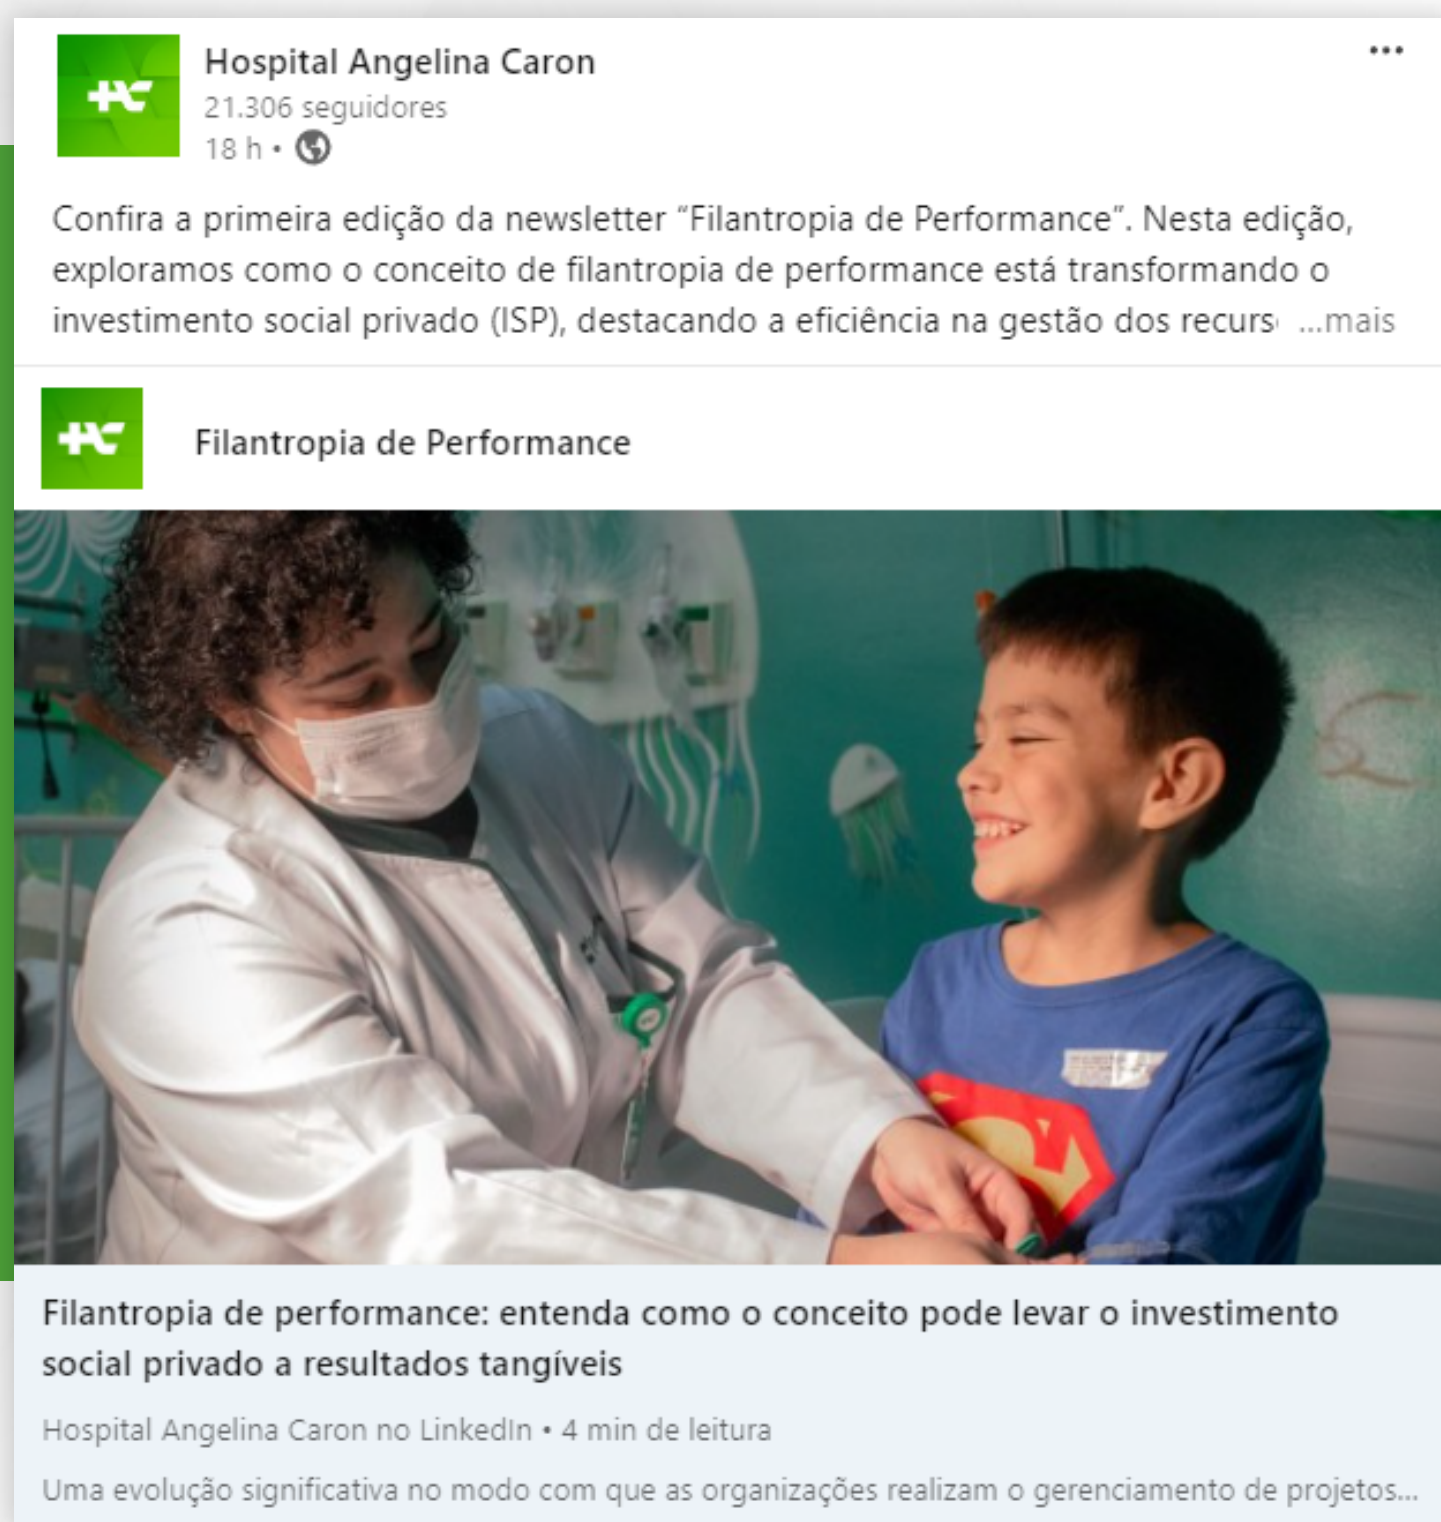 Hospital Angelina Caron
21.306 seguidores
18 h •
Confira a primeira edição da newsletter “Filantropia de Performance”. Nesta edição,
exploramos como o conceito de filantropia de performance está transformando o
investimento social privado (ISP), destacando a eficiência na gestão dos recurs ...mais
Filantropia de Performance
Filantropia de performance: entenda como o conceito pode levar o investimento
social privado a resultados tangíveis
Hospital Angelina Caron no LinkedIn • 4 min de leitura
Uma evolução significativa no modo com que as organizações realizam o gerenciamento de projetos...